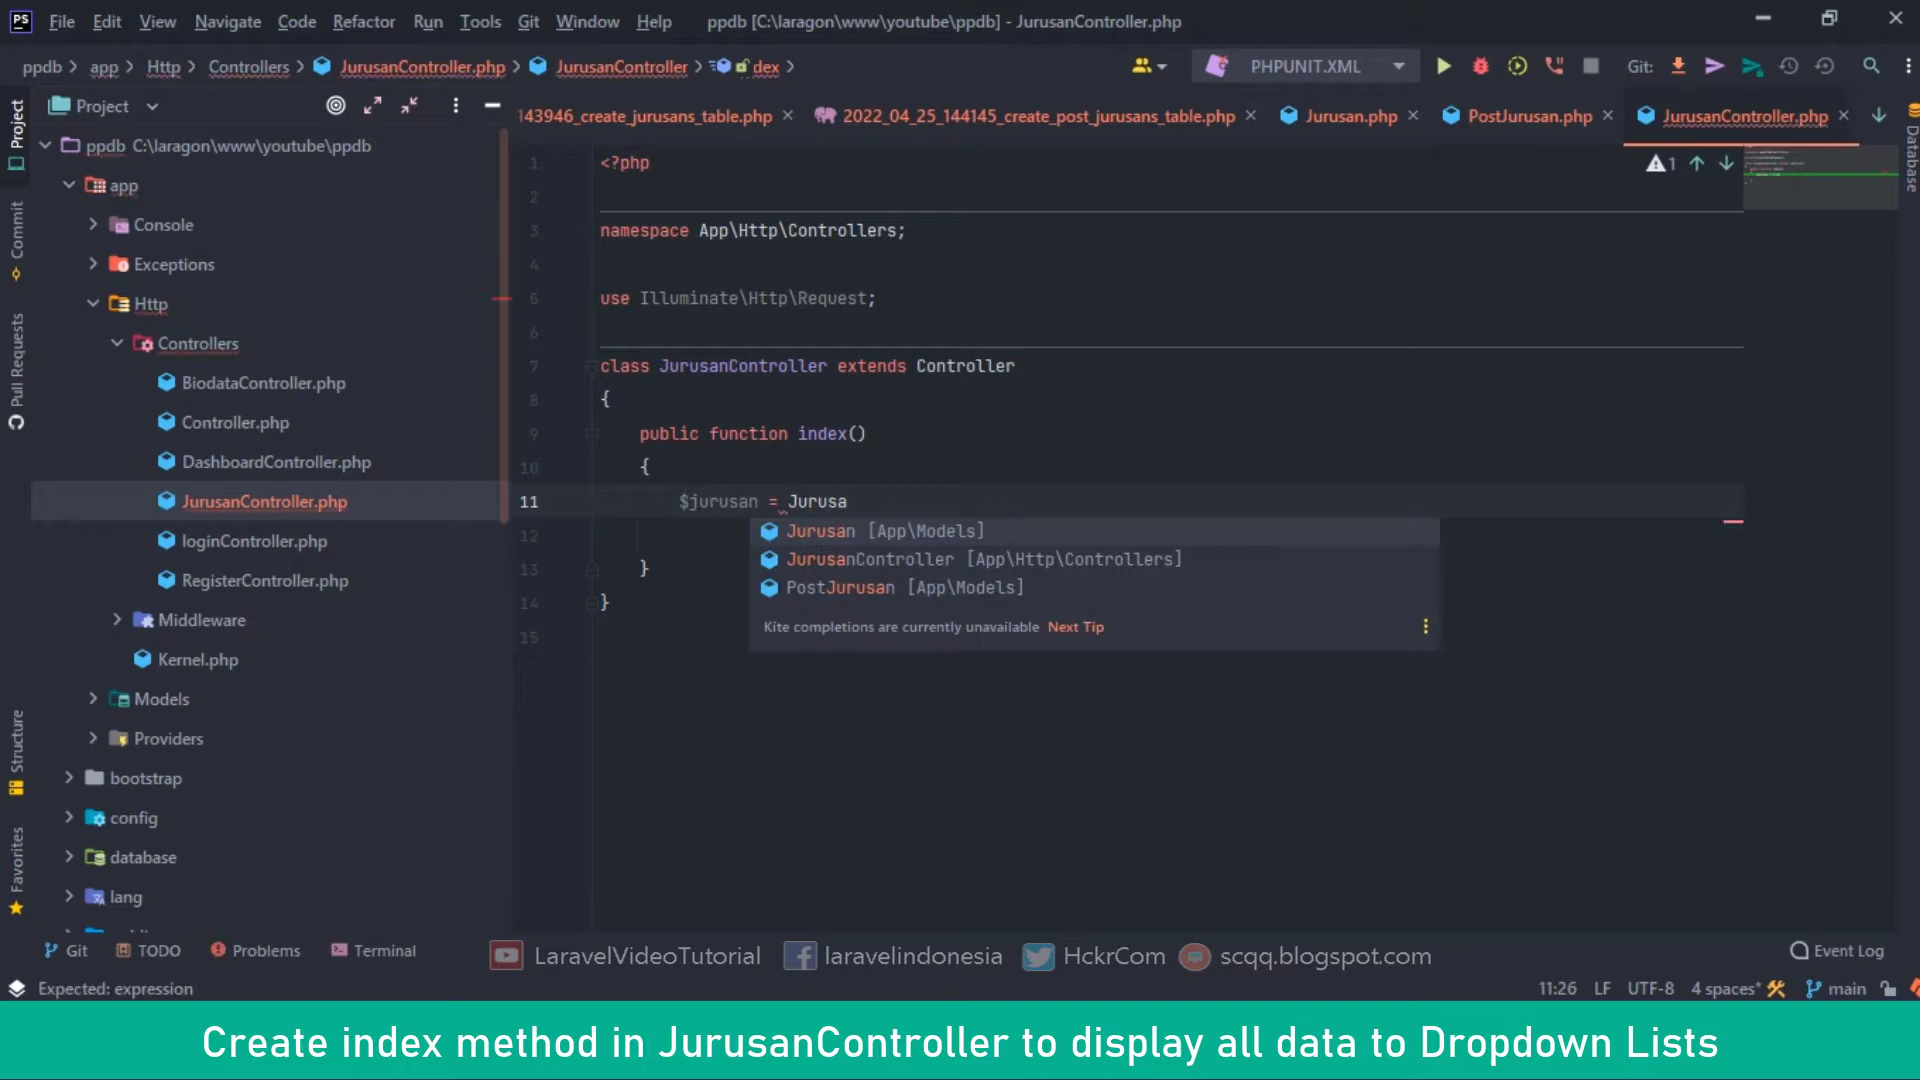 PS File Edit View Navigate Code Refactor Run Tools Git Window Help ppdb [C:\laragon\www\youtube\ppdb] - JurusanController.php
ppdb app Http Controllers JurusanController.php JurusanController dex PHPUNIT.XML Git:
Project
143946_create_jurusans_table.php 2022_04_25_144145_create_post_jurusans_table.php Jurusan.php PostJurusan.php JurusanController.php
Project
Commit
Pull Requests
Structure
Favorites
Database
ppdb C:\laragon\www\youtube\ppdb
app
Console
Exceptions
Http
Controllers
BiodataController.php
Controller.php
DashboardController.php
JurusanController.php
loginController.php
RegisterController.php
Middleware
Kernel.php
Models
Providers
bootstrap
config
database
lang
1 <?php
2
3 namespace App\Http\Controllers;
4
5 use Illuminate\Http\Request;
6
7 class JurusanController extends Controller
8 {
9 public function index()
10 {
11 $jurusan = Jurusa
12
13 }
14 }
15
1
Jurusan [App\Models]
JurusanController [App\Http\Controllers]
PostJurusan [App\Models]
Kite completions are currently unavailable Next Tip
Git TODO Problems Terminal
LaravelVideoTutorial laravelindonesia HckrCom scqq.blogspot.com
Event Log
Expected: expression
11:26 LF UTF-8 4 spaces* main
Create index method in JurusanController to display all data to Dropdown Lists